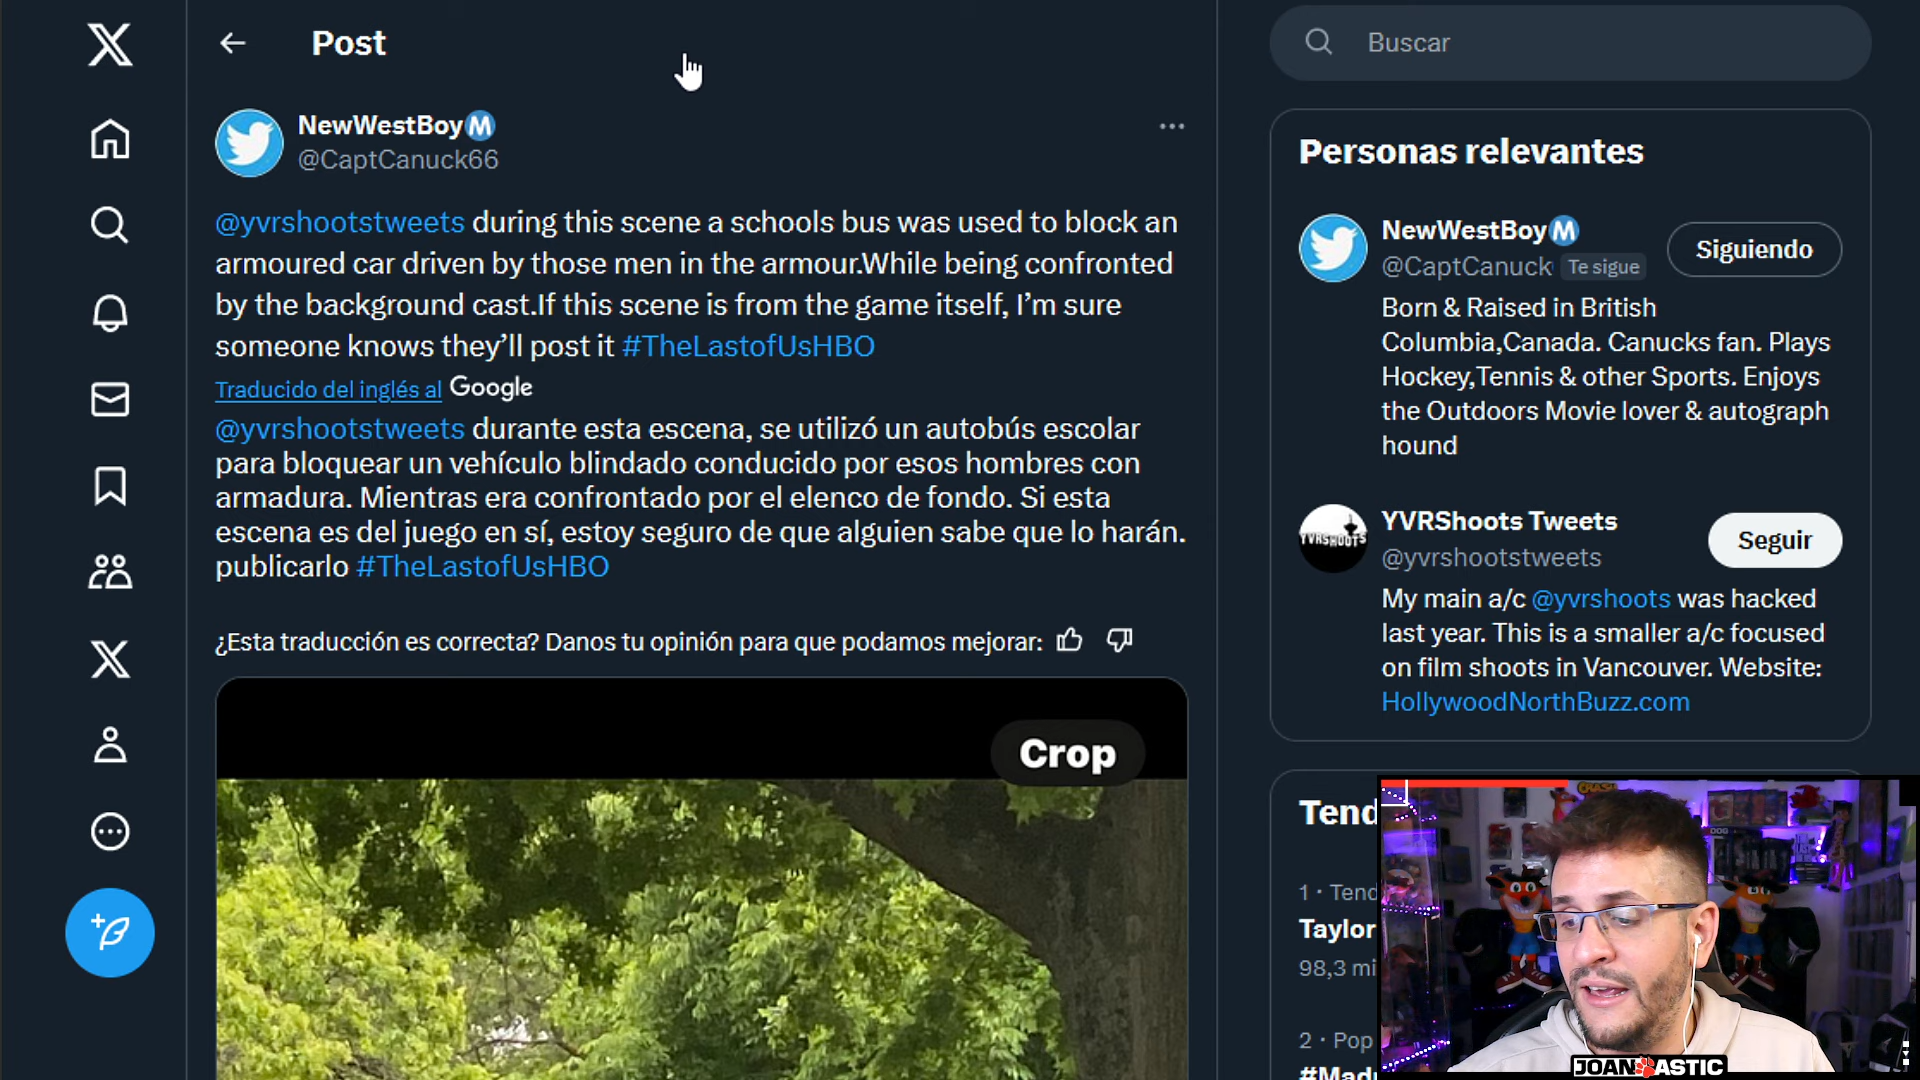 Post
Buscar
NewWestBoyⓂ
@CaptCanuck66
@yvrshootstweets during this scene a schools bus was used to block an
armoured car driven by those men in the armour.While being confronted
by the background cast.If this scene is from the game itself, I'm sure
someone knows they'll post it #TheLastofUsHBO
Traducido del inglés al Google
@yvrshootstweets durante esta escena, se utilizó un autobús escolar
para bloquear un vehículo blindado conducido por esos hombres con
armadura. Mientras era confrontado por el elenco de fondo. Si esta
escena es del juego en sí, estoy seguro de que alguien sabe que lo harán.
publicarlo #TheLastofUsHBO
¿Esta traducción es correcta? Danos tu opinión para que podamos mejorar:
Crop
Personas relevantes
NewWestBoyⓂ
Siguiendo
@CaptCanuck Te sigue
Born & Raised in British
Columbia,Canada. Canucks fan. Plays
Hockey,Tennis & other Sports. Enjoys
the Outdoors Movie lover & autograph
hound
YVRSHOOTS
YVRShoots Tweets
Seguir
@yvrshootstweets
My main a/c @yvrshoots was hacked
last year. This is a smaller a/c focused
on film shoots in Vancouver. Website:
HollywoodNorthBuzz.com
Tend
1 · Tend
Taylor
98,3 mi
2 · Pop
#Mad
CRASH
JOANTASTIC